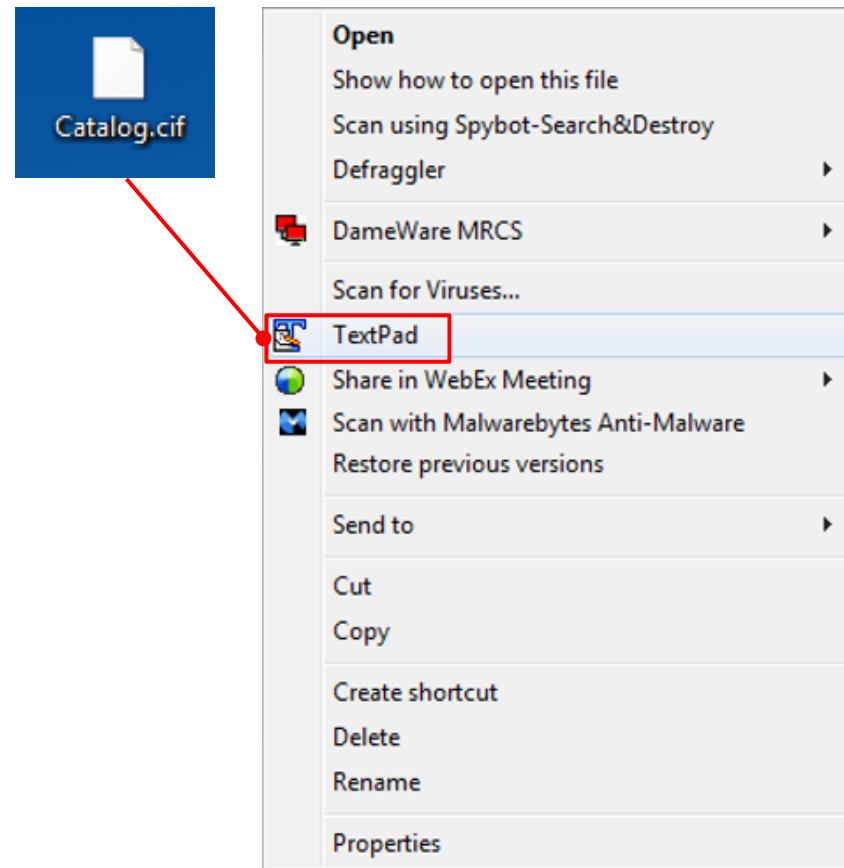 Catalog.cif
Open
Show how to open this file
Scan using Spybot-Search&Destroy
Defraggler
DameWare MRCS
Scan for Viruses...
TextPad
Share in WebEx Meeting
Scan with Malwarebytes Anti-Malware
Restore previous versions
Send to
Cut
Copy
Create shortcut
Delete
Rename
Properties